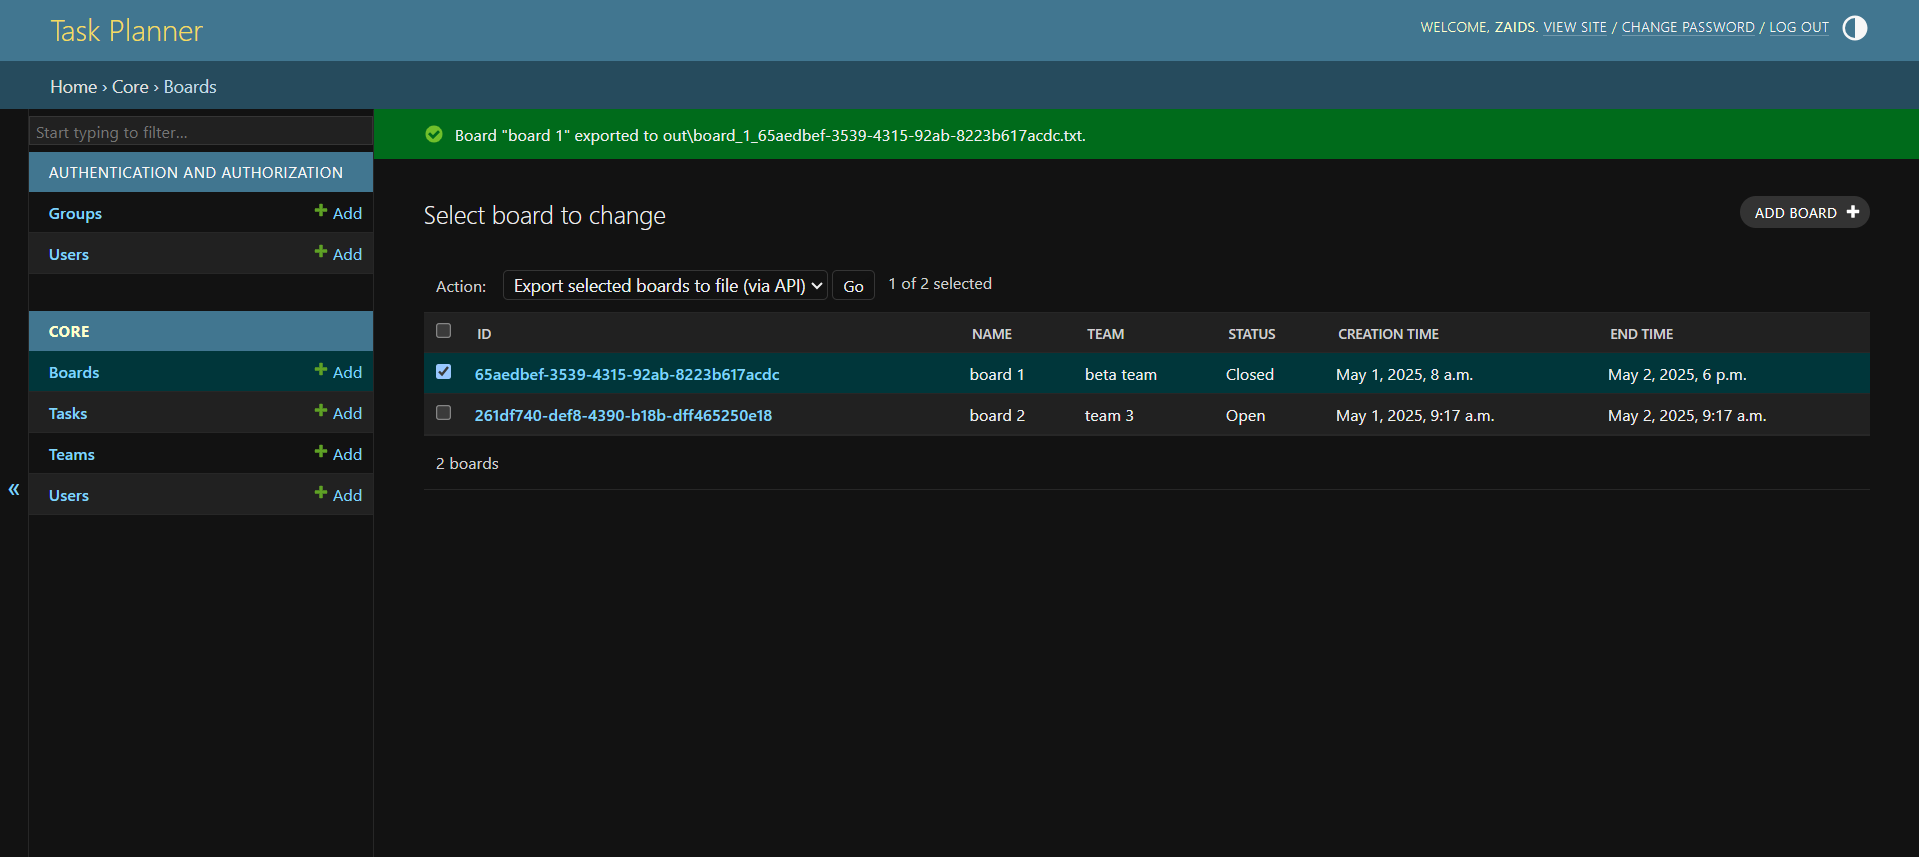 Task Planner
WELCOME, ZAIDS. VIEW SITE / CHANGE PASSWORD / LOG OUT
Home › Core › Boards
Start typing to filter...
AUTHENTICATION AND AUTHORIZATION
Groups + Add
Users + Add
CORE
Boards + Add
Tasks + Add
Teams + Add
Users + Add
«
Board "board 1" exported to out\board_1_65aedbef-3539-4315-92ab-8223b617acdc.txt.
Select board to change
ADD BOARD +
Action: Export selected boards to file (via API) Go 1 of 2 selected
ID NAME TEAM STATUS CREATION TIME END TIME
65aedbef-3539-4315-92ab-8223b617acdc board 1 beta team Closed May 1, 2025, 8 a.m. May 2, 2025, 6 p.m.
261df740-def8-4390-b18b-dff465250e18 board 2 team 3 Open May 1, 2025, 9:17 a.m. May 2, 2025, 9:17 a.m.
2 boards